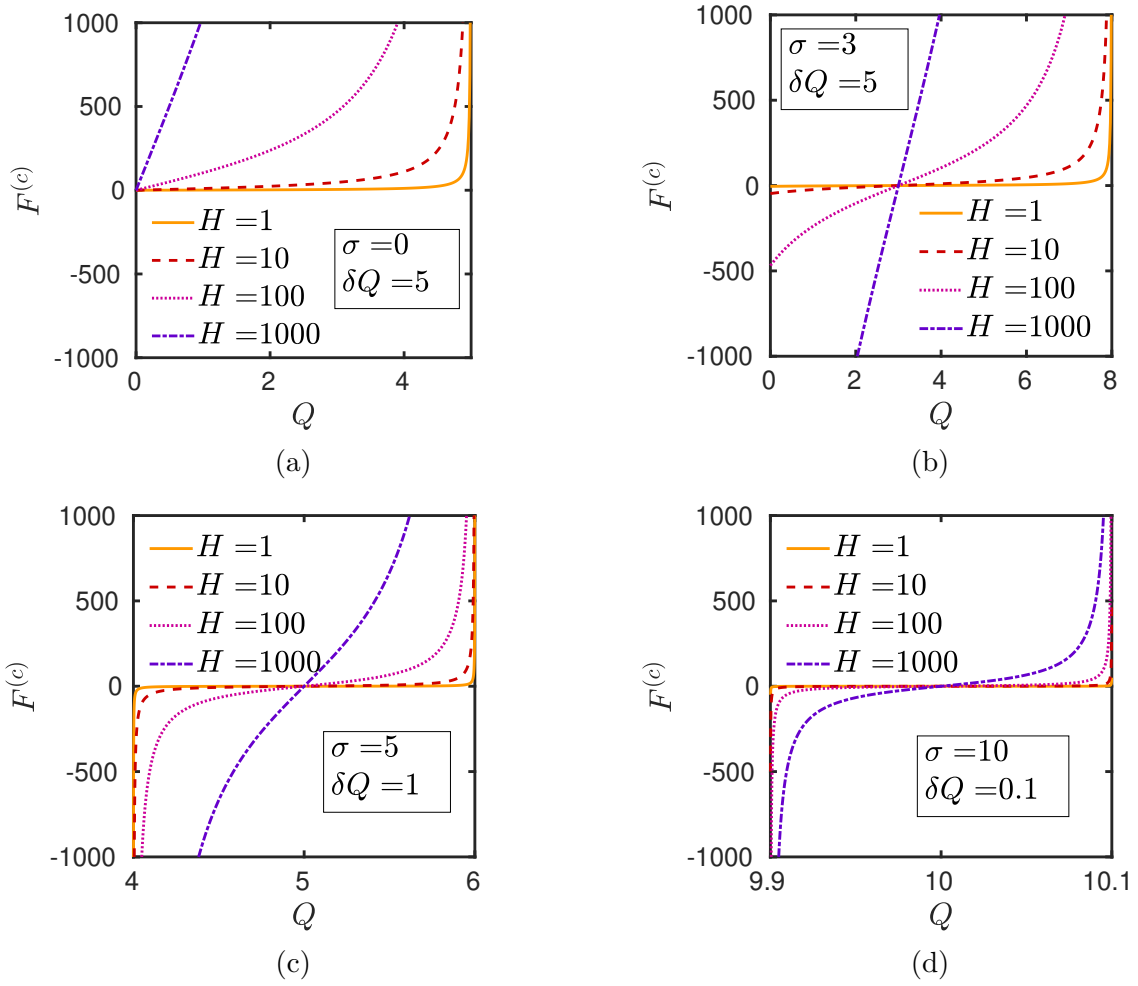 1000
500
0
-500
-1000
F^{(c)}
H =1
H =10
H =100
H =1000
σ =0
δQ =5
0 2 4
Q
(a)
1000
500
0
-500
-1000
F^{(c)}
σ =3
δQ =5
H =1
H =10
H =100
H =1000
0 2 4 6 8
Q
(b)
1000
500
0
-500
-1000
F^{(c)}
H =1
H =10
H =100
H =1000
σ =5
δQ =1
4 5 6
Q
(c)
1000
500
0
-500
-1000
F^{(c)}
H =1
H =10
H =100
H =1000
σ =10
δQ =0.1
9.9 10 10.1
Q
(d)